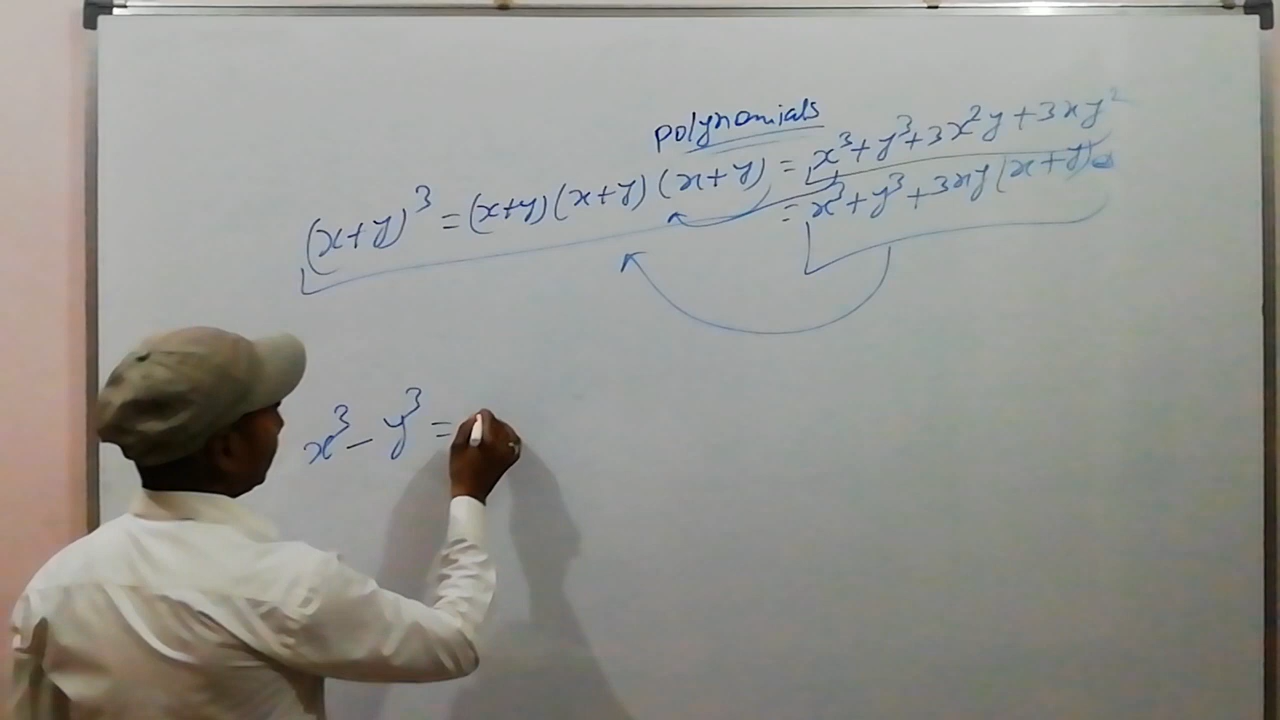 polynomials
(x+y)³ = (x+y)(x+y)(x+y) = x³+y³+3x²y+3xy²
= x³+y³+3xy(x+y)
x³-y³=